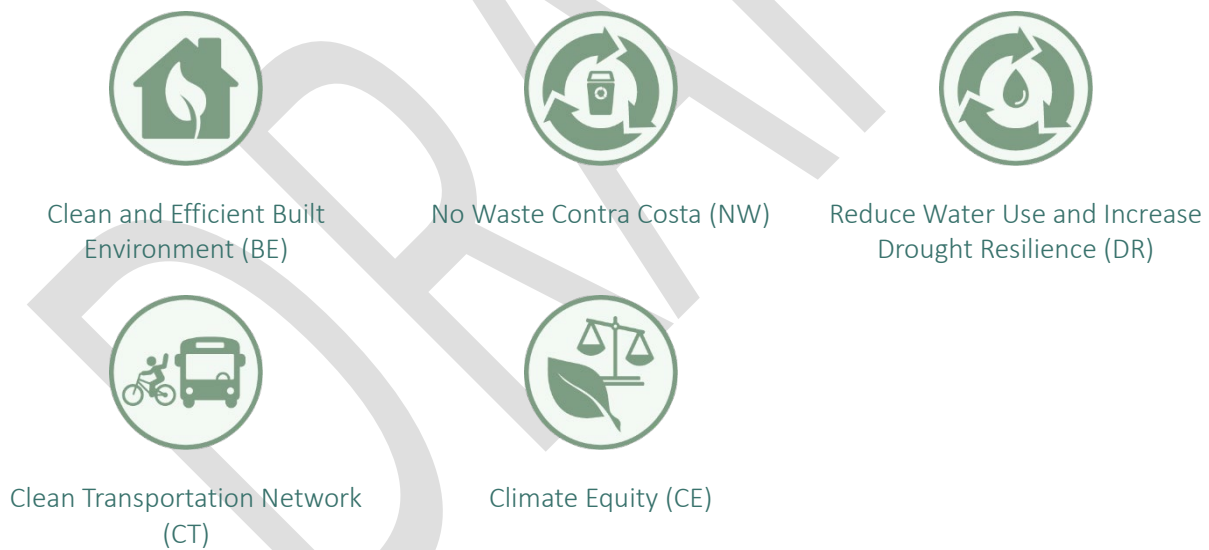 Clean and Efficient Built
Environment (BE)
No Waste Contra Costa (NW)
Reduce Water Use and Increase
Drought Resilience (DR)
Clean Transportation Network
(CT)
Climate Equity (CE)